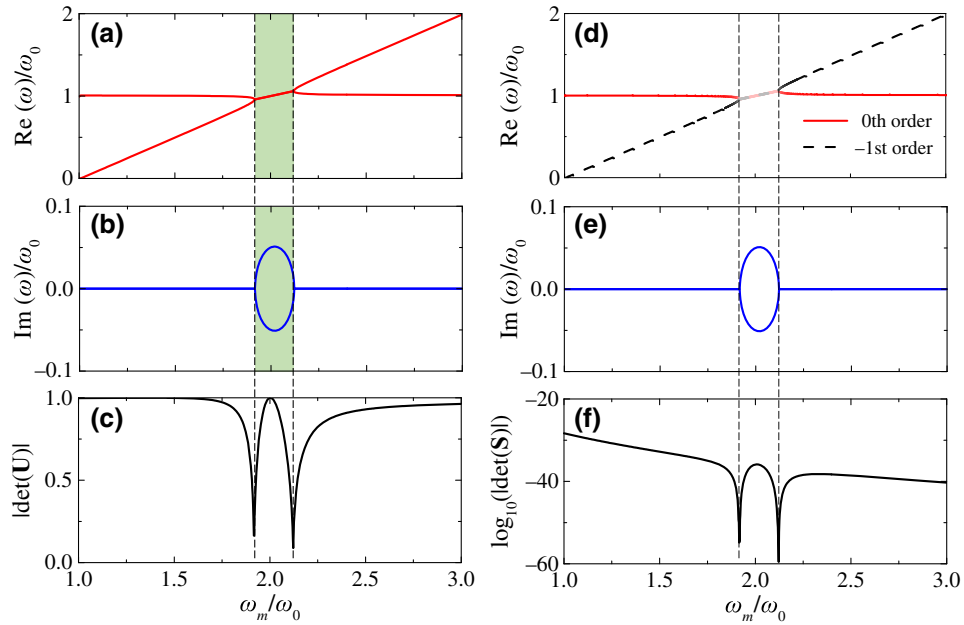 (a)
Re (ω)/ω₀
2
1
0
(b)
Im (ω)/ω₀
0.1
0.0
−0.1
(c)
|det(U)|
1.0
0.5
0.0
1.0 1.5 2.0 2.5 3.0
ωₘ/ω₀
(d)
Re (ω)/ω₀
2
1
0
0th order
−1st order
(e)
Im (ω)/ω₀
0.1
0.0
−0.1
(f)
log₁₀(|det(S)|)
−20
−40
−60
1.0 1.5 2.0 2.5 3.0
ωₘ/ω₀